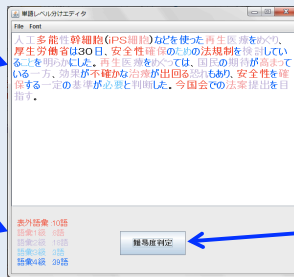 単語レベル分けエディタ
File Font
人工多能性幹細胞(iPS細胞)などを使った再生医療をめぐり、
厚生労働省は30日、安全性確保のための法規制を検討してい
ることを明らかにした。再生医療をめぐっては、国民の期待が高まって
いる一方、効果が不確かな治療が出回る恐れもあり、安全性を確
保する一定の基準が必要と判断した。今国会での法案提出を目
指す。
表外語彙 10語
語彙1級 8語
語彙2級
語彙3級 3語
語彙4級 29語
難易度判定